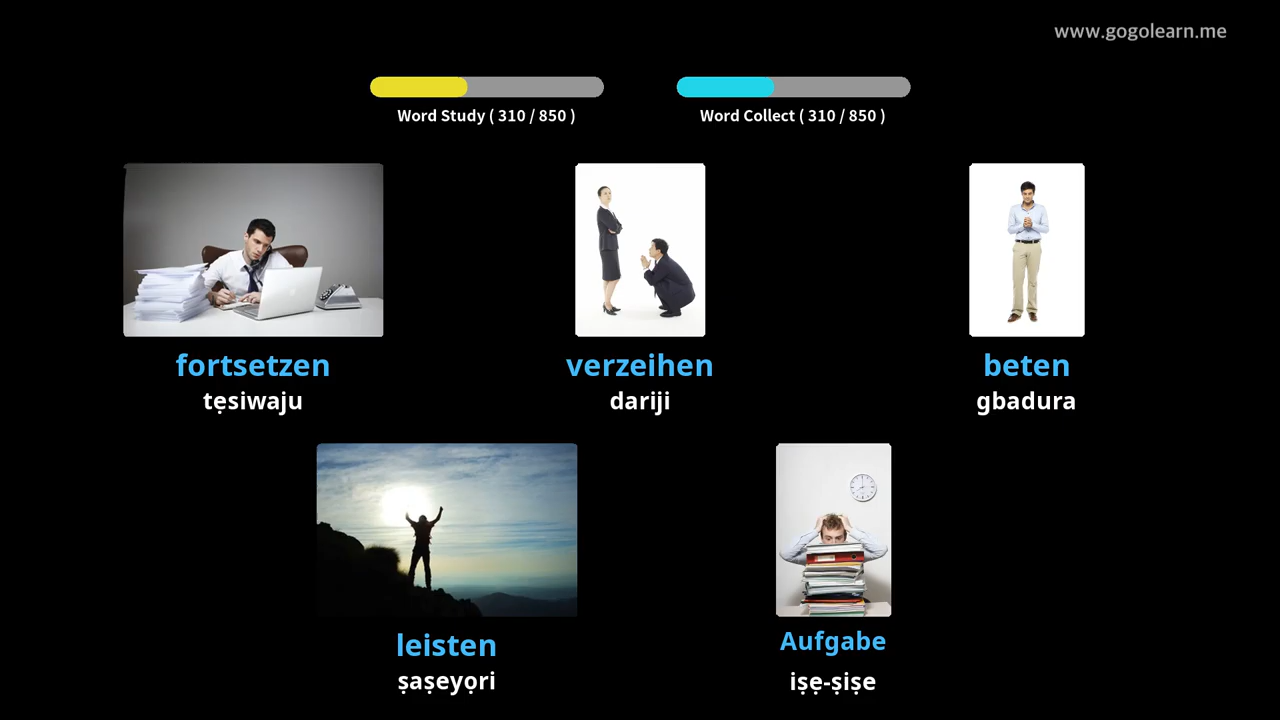 www.gogolearn.me
Word Study ( 310 / 850 )
Word Collect ( 310 / 850 )
fortsetzen
tẹsiwaju
verzeihen
dariji
beten
gbadura
leisten
ṣaṣeyọri
Aufgabe
iṣẹ-ṣiṣe